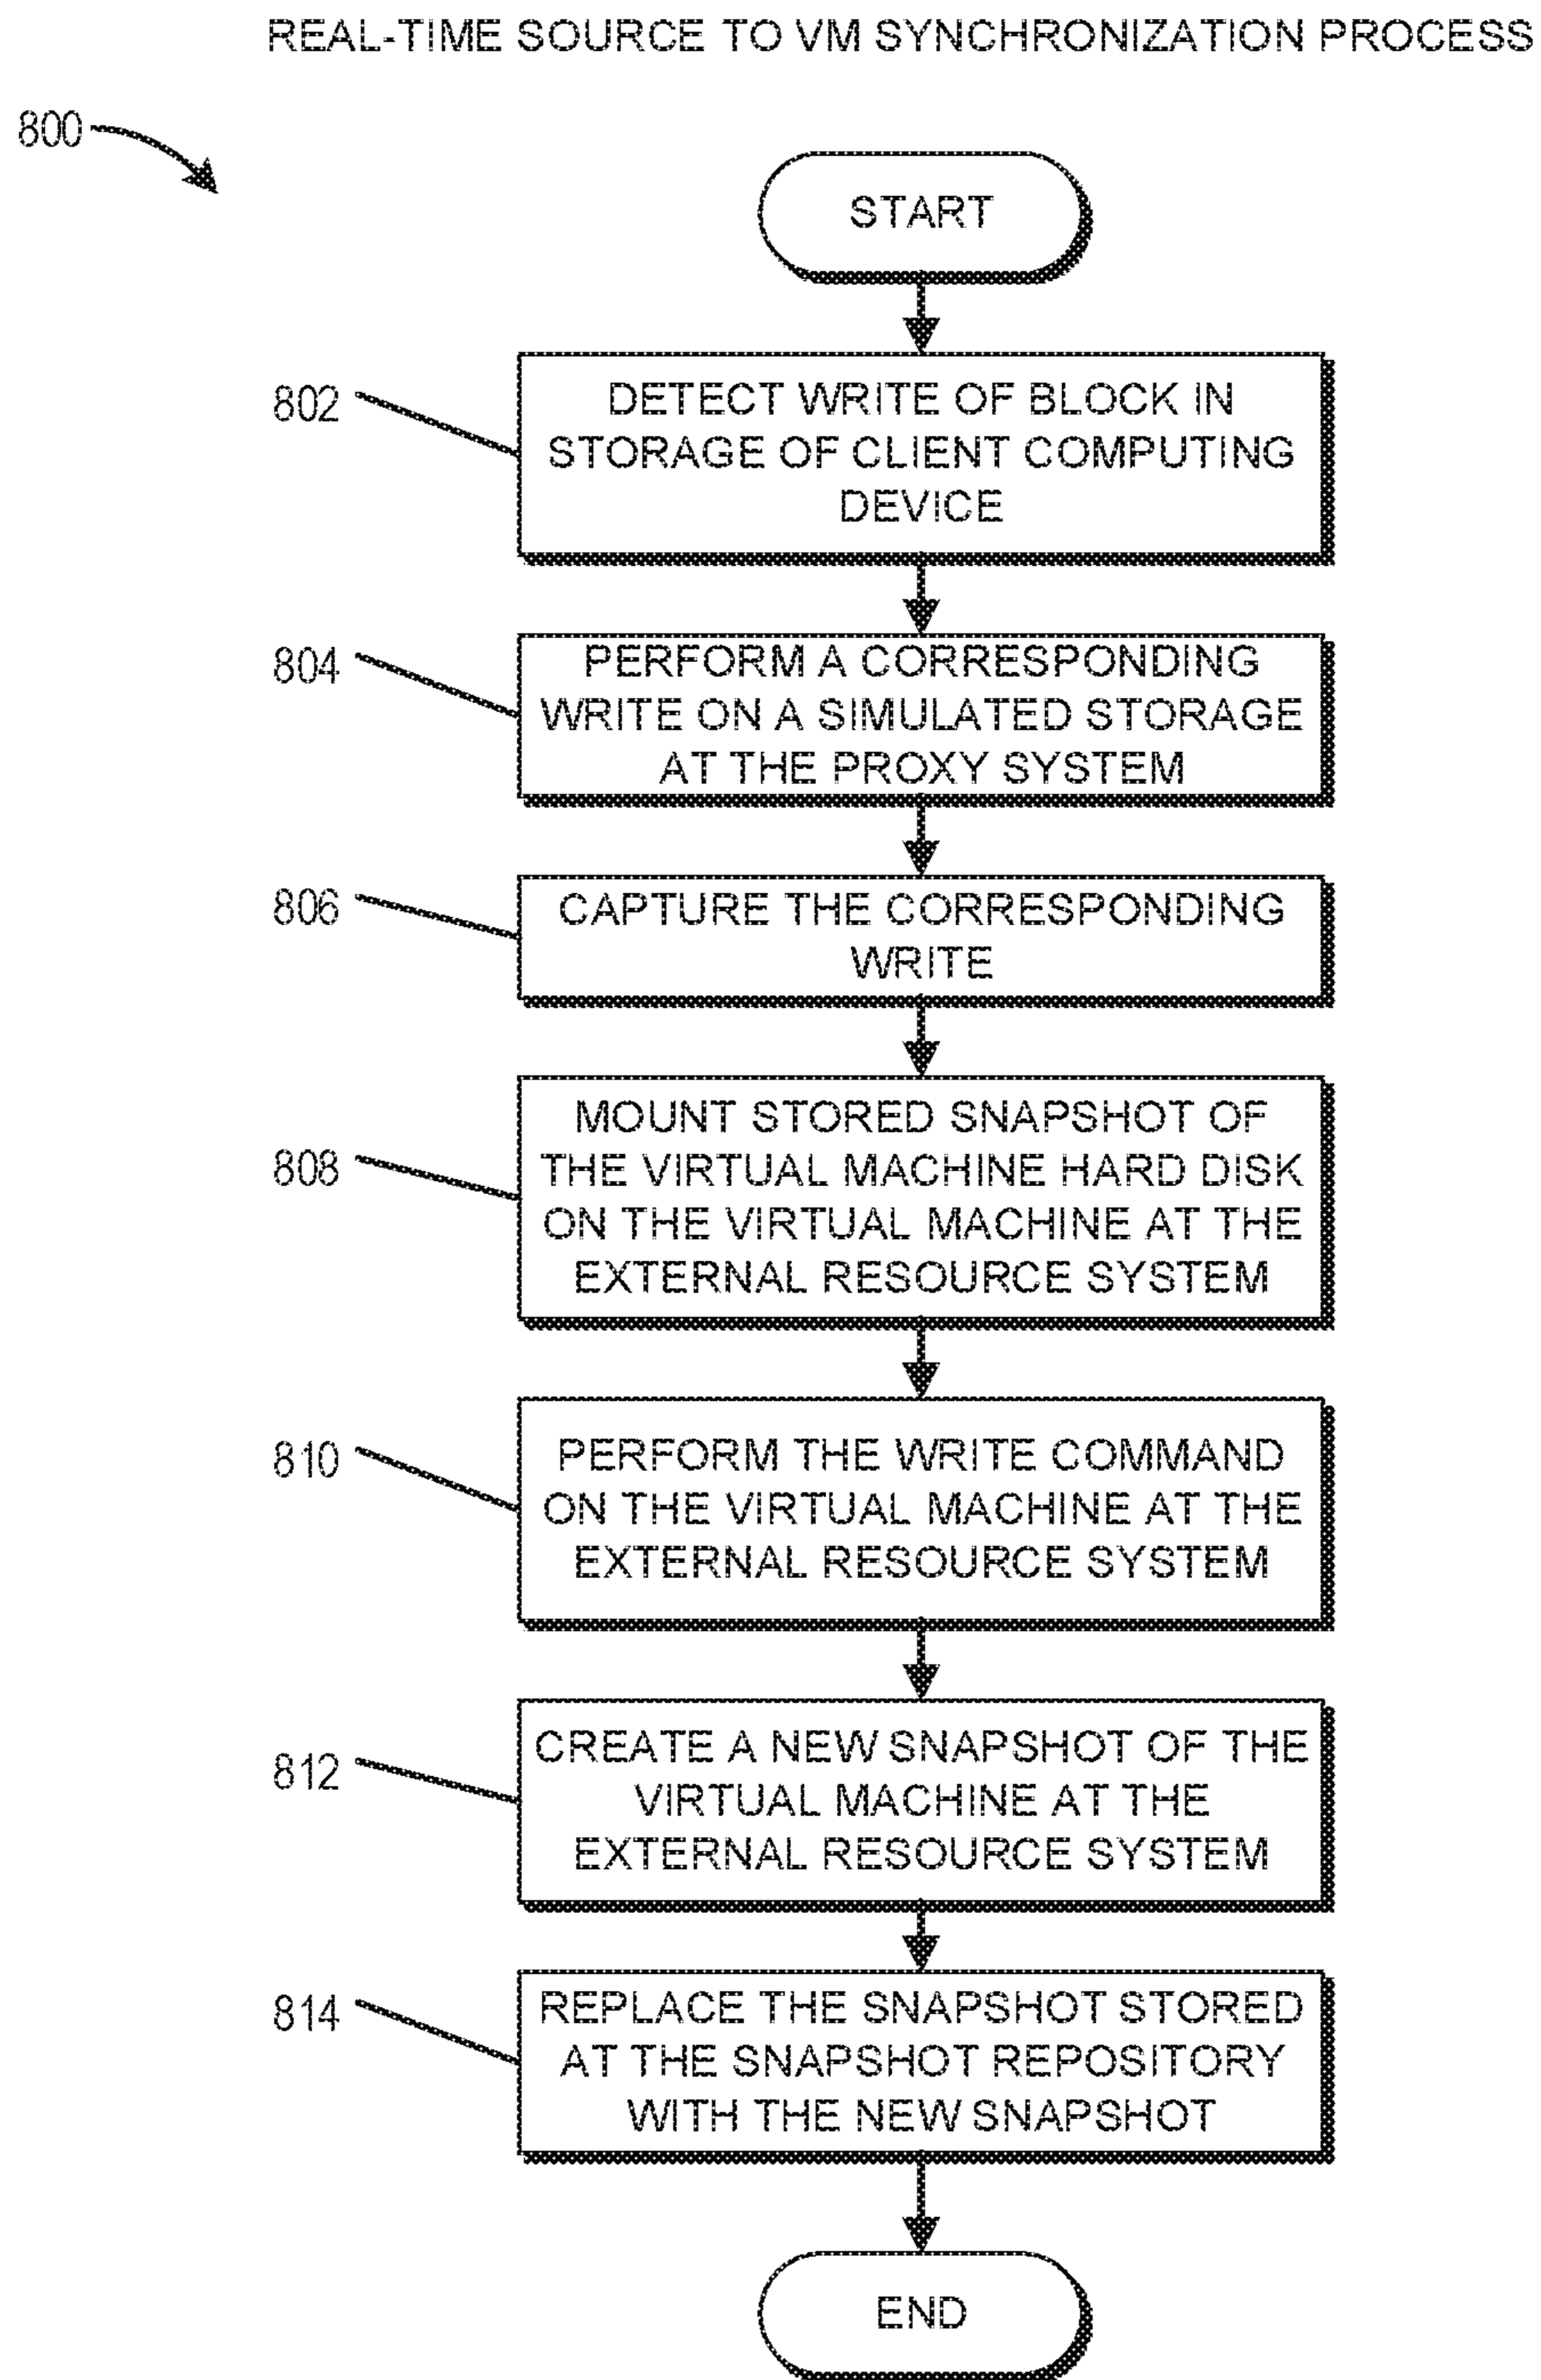 REAL-TIME SOURCE TO VM SYNCHRONIZATION PROCESS
800
START
802
DETECT WRITE OF BLOCK IN
STORAGE OF CLIENT COMPUTING
DEVICE
804
PERFORM A CORRESPONDING
WRITE ON A SIMULATED STORAGE
AT THE PROXY SYSTEM
806
CAPTURE THE CORRESPONDING
WRITE
808
MOUNT STORED SNAPSHOT OF
THE VIRTUAL MACHINE HARD DISK
ON THE VIRTUAL MACHINE AT THE
EXTERNAL RESOURCE SYSTEM
810
PERFORM THE WRITE COMMAND
ON THE VIRTUAL MACHINE AT THE
EXTERNAL RESOURCE SYSTEM
812
CREATE A NEW SNAPSHOT OF THE
VIRTUAL MACHINE AT THE
EXTERNAL RESOURCE SYSTEM
814
REPLACE THE SNAPSHOT STORED
AT THE SNAPSHOT REPOSITORY
WITH THE NEW SNAPSHOT
END